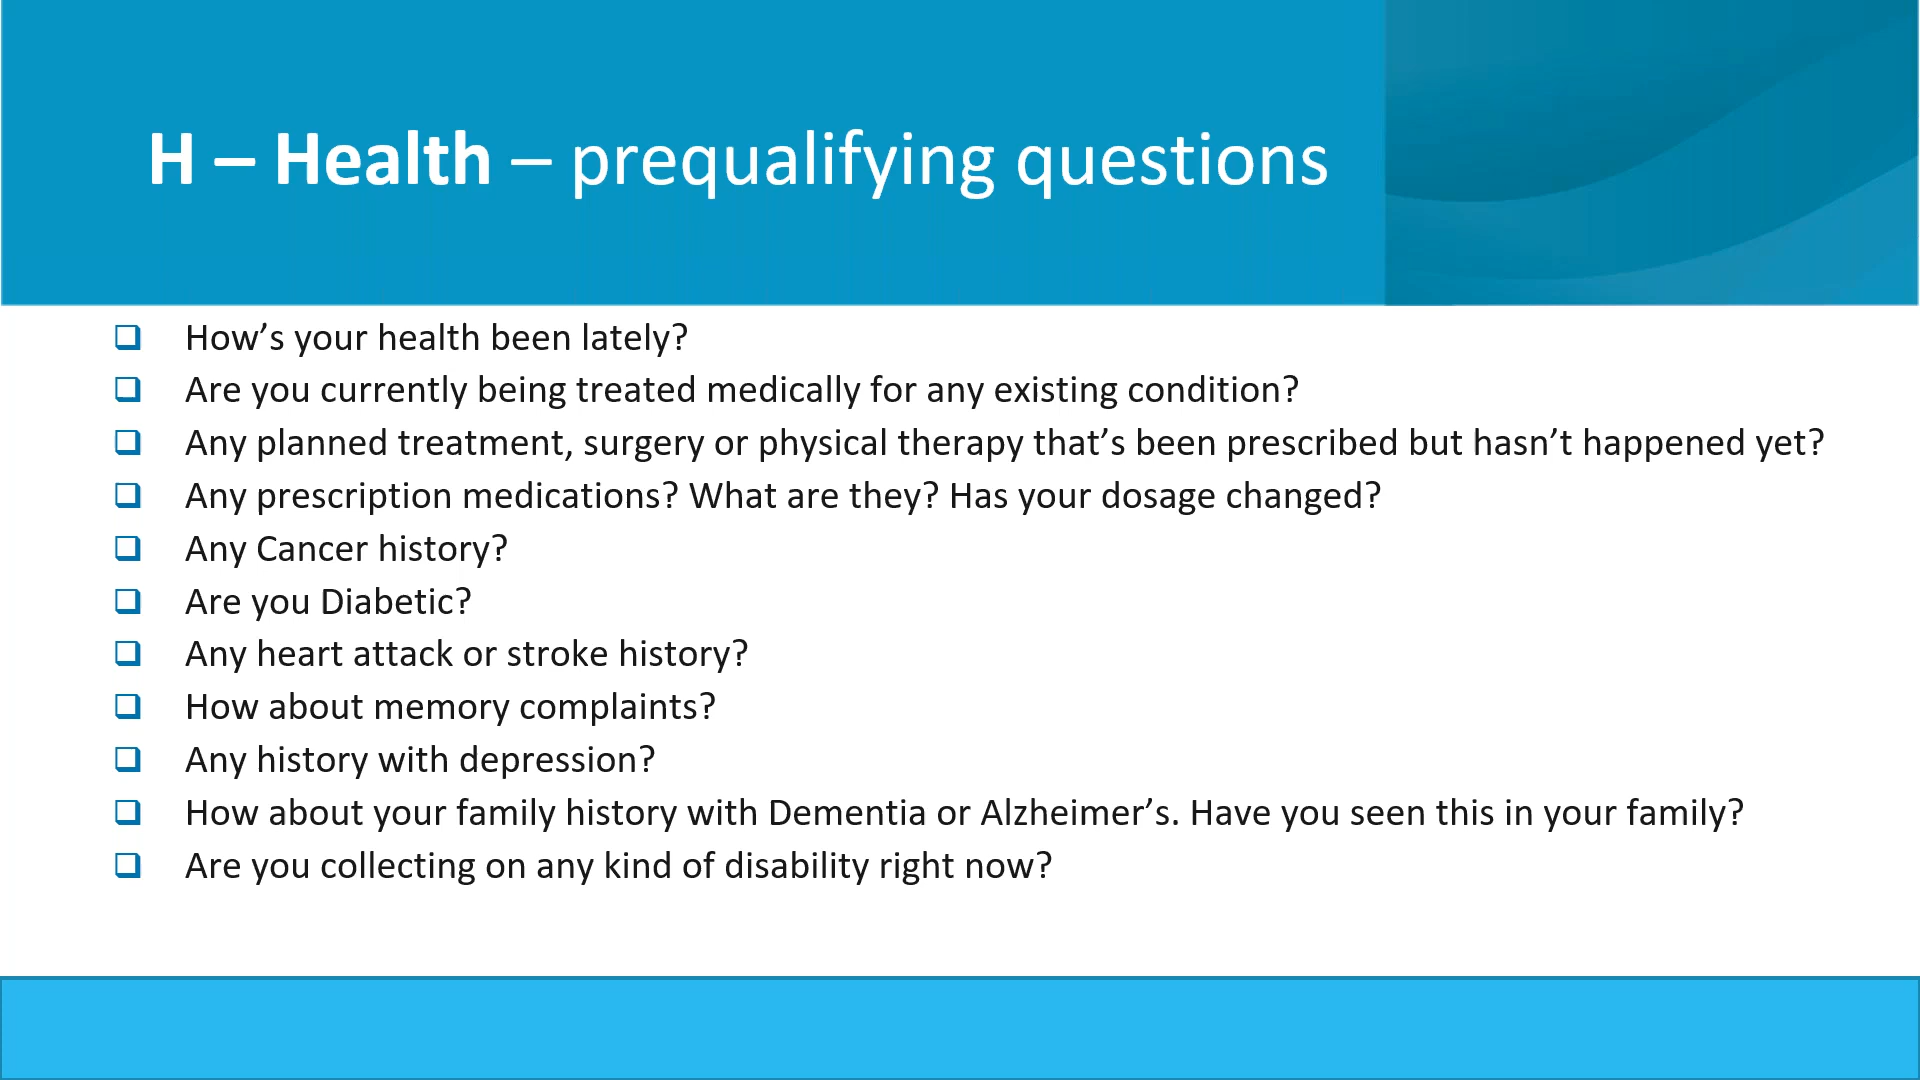 H – Health – prequalifying questions
How’s your health been lately?
Are you currently being treated medically for any existing condition?
Any planned treatment, surgery or physical therapy that’s been prescribed but hasn’t happened yet?
Any prescription medications? What are they? Has your dosage changed?
Any Cancer history?
Are you Diabetic?
Any heart attack or stroke history?
How about memory complaints?
Any history with depression?
How about your family history with Dementia or Alzheimer’s. Have you seen this in your family?
Are you collecting on any kind of disability right now?